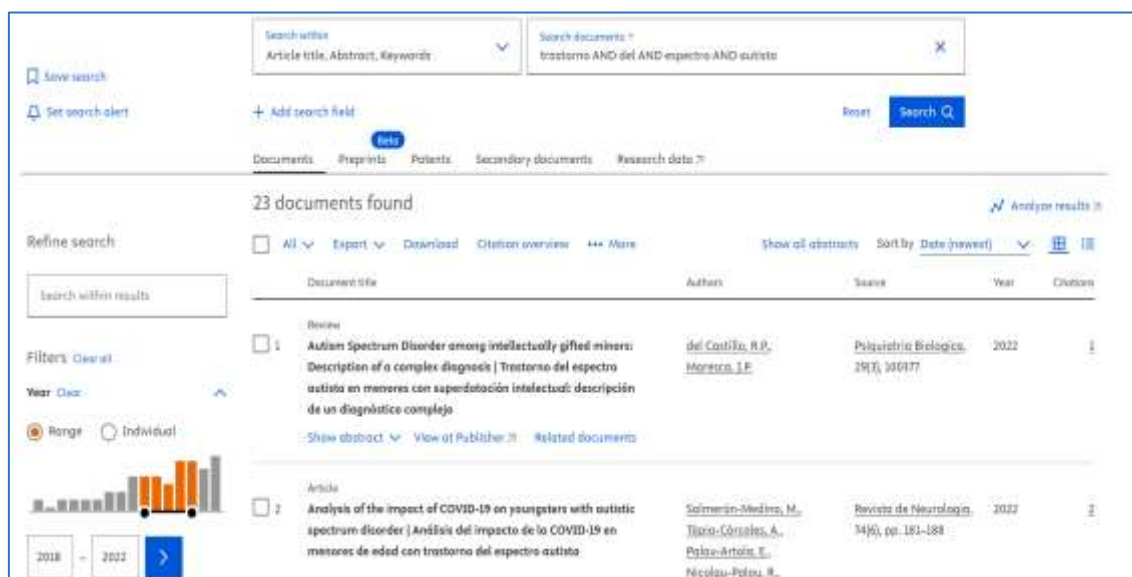 Search within
Article title, Abstract, Keywords
Search documents *
trastorno AND del AND espectro AND autista
Save search
Set search alert
+ Add search field
Reset
Search
Beta
Documents Preprints Patents Secondary documents Research data
23 documents found
Analyze results
Refine search
All Export Download Citation overview ••• More
Show all abstracts Sort by Date (newest)
Search within results
Document title Authors Source Year Citations
Filters Clear all
Year Clear
Range Individual
2018 – 2022
Review
1 Autism Spectrum Disorder among intellectually gifted minors: del Castillo, R.P., Psiquiatria Biologica, 2022 1
Description of a complex diagnosis | Trastorno del espectro Maresca, J.P. 29(3), 100377
autista en menores con superdotación intelectual: descripción
de un diagnóstico complejo
Show abstract View at Publisher Related documents
Article
2 Analysis of the impact of COVID-19 on youngsters with autistic Salmerón-Medina, M., Revista de Neurologia, 2022 2
spectrum disorder | Análisis del impacto de la COVID-19 en Tàpia-Córcoles, A., 74(6), pp. 181–188
menores de edad con trastorno del espectro autista Palau-Artola, E.,
Nicolau-Palou, R.,